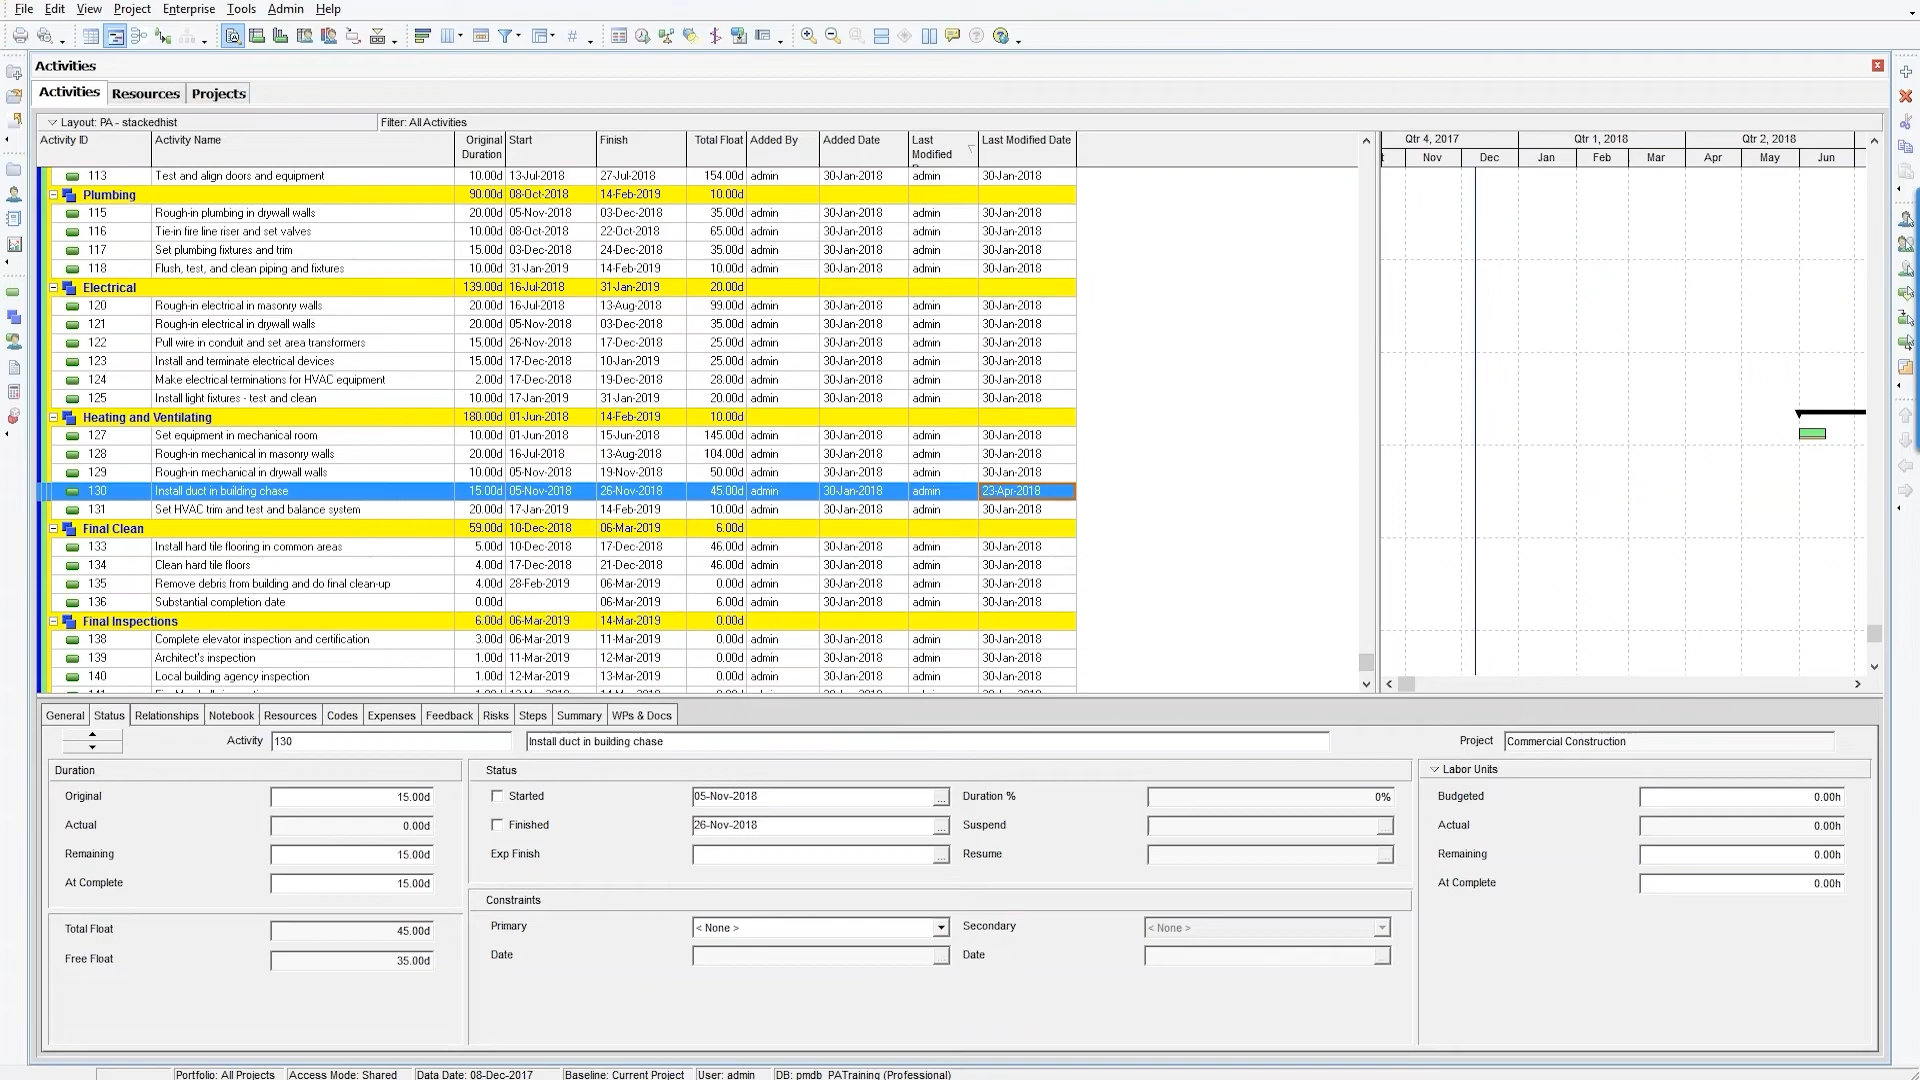 File Edit View Project Enterprise Tools Admin Help
Activities
Activities Resources Projects
Layout: PA - stackedhist Filter: All Activities
Activity ID Activity Name Original Duration Start Finish Total Float Added By Added Date Last Modified Last Modified Date
Qtr 4, 2017 Qtr 1, 2018 Qtr 2, 2018
Nov Dec Jan Feb Mar Apr May Jun
113 Test and align doors and equipment 10.00d 13-Jul-2018 27-Jul-2018 154.00d admin 30-Jan-2018 admin 30-Jan-2018
Plumbing 90.00d 08-Oct-2018 14-Feb-2019 10.00d
115 Rough-in plumbing in drywall walls 20.00d 05-Nov-2018 03-Dec-2018 35.00d admin 30-Jan-2018 admin 30-Jan-2018
116 Tie-in fire line riser and set valves 10.00d 08-Oct-2018 22-Oct-2018 65.00d admin 30-Jan-2018 admin 30-Jan-2018
117 Set plumbing fixtures and trim 15.00d 03-Dec-2018 24-Dec-2018 35.00d admin 30-Jan-2018 admin 30-Jan-2018
118 Flush, test, and clean piping and fixtures 10.00d 31-Jan-2019 14-Feb-2019 10.00d admin 30-Jan-2018 admin 30-Jan-2018
Electrical 139.00d 16-Jul-2018 31-Jan-2019 20.00d
120 Rough-in electrical in masonry walls 20.00d 16-Jul-2018 13-Aug-2018 99.00d admin 30-Jan-2018 admin 30-Jan-2018
121 Rough-in electrical in drywall walls 20.00d 05-Nov-2018 03-Dec-2018 35.00d admin 30-Jan-2018 admin 30-Jan-2018
122 Pull wire in conduit and set area transformers 15.00d 26-Nov-2018 17-Dec-2018 25.00d admin 30-Jan-2018 admin 30-Jan-2018
123 Install and terminate electrical devices 15.00d 17-Dec-2018 10-Jan-2019 25.00d admin 30-Jan-2018 admin 30-Jan-2018
124 Make electrical terminations for HVAC equipment 2.00d 17-Dec-2018 19-Dec-2018 28.00d admin 30-Jan-2018 admin 30-Jan-2018
125 Install light fixtures - test and clean 10.00d 17-Jan-2019 31-Jan-2019 20.00d admin 30-Jan-2018 admin 30-Jan-2018
Heating and Ventilating 180.00d 01-Jun-2018 14-Feb-2019 10.00d
127 Set equipment in mechanical room 10.00d 01-Jun-2018 15-Jun-2018 145.00d admin 30-Jan-2018 admin 30-Jan-2018
128 Rough-in mechanical in masonry walls 20.00d 16-Jul-2018 13-Aug-2018 104.00d admin 30-Jan-2018 admin 30-Jan-2018
129 Rough-in mechanical in drywall walls 10.00d 05-Nov-2018 19-Nov-2018 50.00d admin 30-Jan-2018 admin 30-Jan-2018
130 Install duct in building chase 15.00d 05-Nov-2018 26-Nov-2018 45.00d admin 30-Jan-2018 admin 23-Apr-2018
131 Set HVAC trim and test and balance system 20.00d 17-Jan-2019 14-Feb-2019 10.00d admin 30-Jan-2018 admin 30-Jan-2018
Final Clean 59.00d 10-Dec-2018 06-Mar-2019 6.00d
133 Install hard tile flooring in common areas 5.00d 10-Dec-2018 17-Dec-2018 46.00d admin 30-Jan-2018 admin 30-Jan-2018
134 Clean hard tile floors 4.00d 17-Dec-2018 21-Dec-2018 46.00d admin 30-Jan-2018 admin 30-Jan-2018
135 Remove debris from building and do final clean-up 4.00d 28-Feb-2019 06-Mar-2019 0.00d admin 30-Jan-2018 admin 30-Jan-2018
136 Substantial completion date 0.00d 06-Mar-2019 6.00d admin 30-Jan-2018 admin 30-Jan-2018
Final Inspections 6.00d 06-Mar-2019 14-Mar-2019 0.00d
138 Complete elevator inspection and certification 3.00d 06-Mar-2019 11-Mar-2019 0.00d admin 30-Jan-2018 admin 30-Jan-2018
139 Architect's inspection 1.00d 11-Mar-2019 12-Mar-2019 0.00d admin 30-Jan-2018 admin 30-Jan-2018
140 Local building agency inspection 1.00d 12-Mar-2019 13-Mar-2019 0.00d admin 30-Jan-2018 admin 30-Jan-2018
General Status Relationships Notebook Resources Codes Expenses Feedback Risks Steps Summary WPs & Docs
Activity 130 Install duct in building chase Project Commercial Construction
Duration Status Labor Units
Original 15.00d Started 05-Nov-2018 ... Duration % 0% Budgeted 0.00h
Actual 0.00d Finished 26-Nov-2018 ... Suspend ... Actual 0.00h
Remaining 15.00d Exp Finish ... Resume ... Remaining 0.00h
At Complete 15.00d At Complete 0.00h
Constraints
Total Float 45.00d Primary < None > Secondary < None >
Free Float 35.00d Date ... Date ...
Portfolio: All Projects Access Mode: Shared Data Date: 08-Dec-2017 Baseline: Current Project User: admin DB: pmdb_PATraining (Professional)